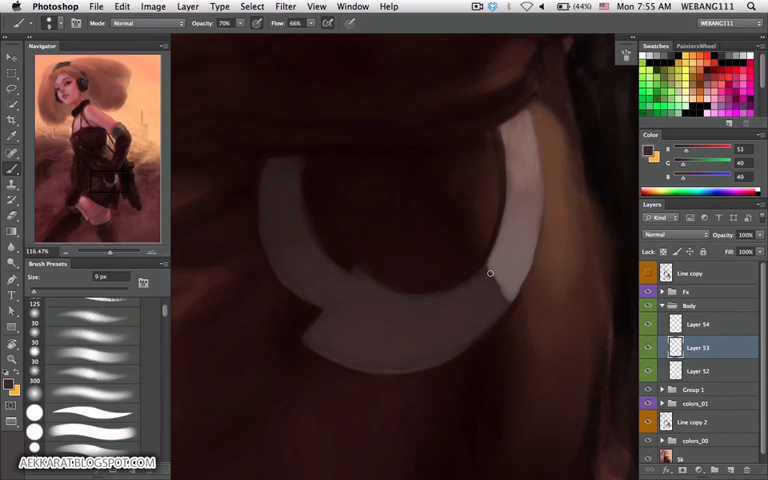 Photoshop File Edit Image Layer Type Select Filter View Window Help (44%) Mon 7:55 AM WEBANG111
9 Mode: Normal Opacity: 70% Flow: 66% WEBANG111
Navigator
116.47%
Brush Presets
Size: 9 px
125
30
30
30
300
AEKKARAT.BLOGSPOT.COM
Swatches PaintersWheel
Color
R 53
G 40
B 40
Layers
Kind
Normal Opacity: 100%
Lock: Fill: 100%
Line copy
Fx
Body
Layer 54
Layer 53
Layer 52
Group 1
colors_01
Line copy 2
colors_00
Sk
fx